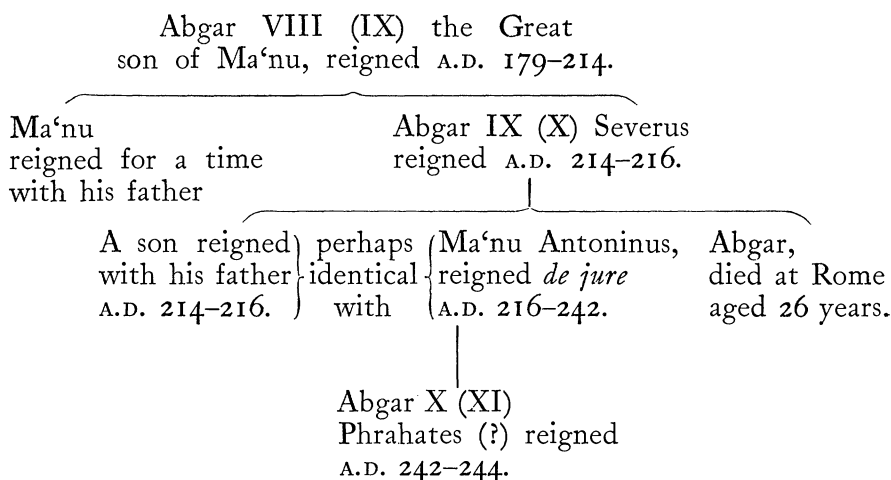 Abgar VIII (IX) the Great
son of Ma‘nu, reigned A.D. 179–214.
Ma‘nu
reigned for a time
with his father
Abgar IX (X) Severus
reigned A.D. 214–216.
A son reigned
with his father
A.D. 214–216.
perhaps
identical
with
Ma‘nu Antoninus,
reigned de jure
A.D. 216–242.
Abgar,
died at Rome
aged 26 years.
Abgar X (XI)
Phrahates (?) reigned
A.D. 242–244.